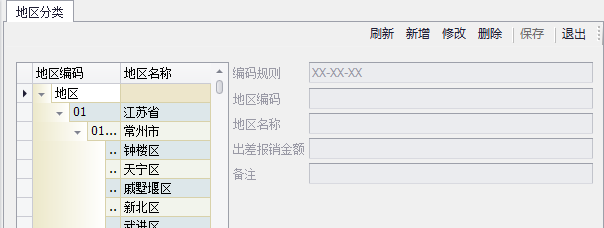 地区分类
刷新 新增 修改 删除 保存 退出
地区编码 地区名称
地区
01 江苏省
01... 常州市
.. 钟楼区
.. 天宁区
.. 戚墅堰区
.. 新北区
武进区
编码规则 XX-XX-XX
地区编码
地区名称
出差报销金额
备注